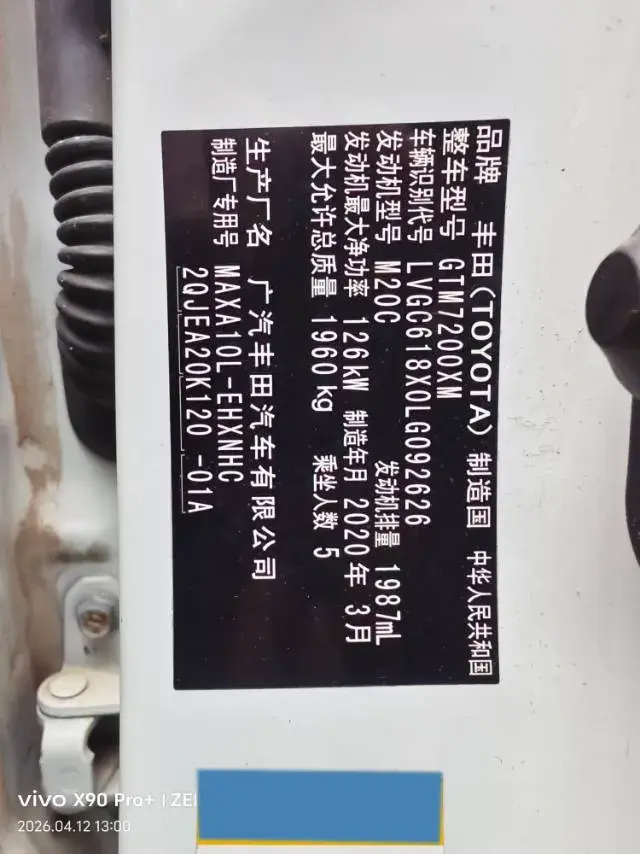 品牌 丰田(TOYOTA) 制造国 中华人民共和国
整车型号 GTM7200XM
车辆识别代号 LVGC618X0LG092626
发动机型号 M20C 发动机排量 1987mL
发动机最大净功率 126kW 制造年月 2020年 3月
最大允许总质量 1960kg 乘坐人数 5
生产厂名 广汽丰田汽车有限公司
制造厂专用号 MAXA10L-EHXNHC
2QJEA20K120 -01A
vivo X90 Pro+ | ZEI
2026.04.12 13:00